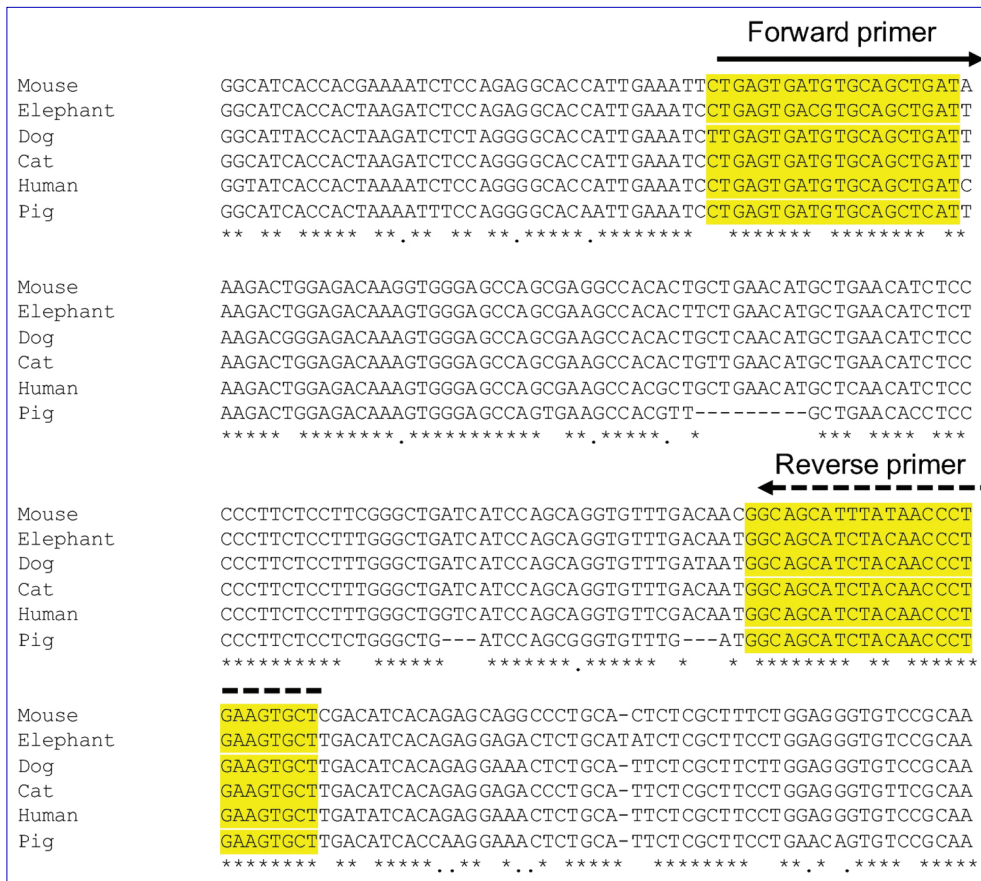 Forward primer
Mouse GGCATCACCACGAAAATCTCCAGAGGCACCATTGAAATTCTGAGTGATGTGCAGCTGATA
Elephant GGCATCACCACTAAGATCTCCAGAGGCACCATTGAAATCCTGAGTGACGTGCAGCTGATT
Dog GGCATTACCACTAAGATCTCTAGGGGCACCATTGAAATCTTGAGTGATGTGCAGCTGATT
Cat GGCATCACCACTAAGATCTCCAGGGGCACCATTGAAATCCTGAGTGATGTGCAGCTGATT
Human GGTATCACCACTAAAATCTCCAGGGGCACCATTGAAATCCTGAGTGATGTGCAGCTGATC
Pig GGCATCACCACTAAAATTTCCAGGGGCACAATTGAAATCCTGAGTGATGTGCAGCTCATT
** ** ***** **.** ** **.*****.******** ******* ******** **
Mouse AAGACTGGAGACAAGGTGGGAGCCAGCGAGGCCACACTGCTGAACATGCTGAACATCTCC
Elephant AAGACTGGAGACAAAGTGGGAGCCAGCGAAGCCACACTTCTGAACATGCTGAACATCTCT
Dog AAGACGGGAGACAAAGTGGGAGCCAGCGAAGCCACACTGCTCAACATGCTGAACATCTCC
Cat AAGACTGGAGACAAAGTGGGAGCCAGCGAAGCCACACTGTTGAACATGCTGAACATCTCC
Human AAGACTGGAGACAAAGTGGGAGCCAGCGAAGCCACGCTGCTGAACATGCTCAACATCTCC
Pig AAGACTGGAGACAAAGTGGGAGCCAGTGAAGCCACGTT---------GCTGAACACCTCC
***** ********.*********** **.*****. * *** **** ***
Reverse primer
Mouse CCCTTCTCCTTCGGGCTGATCATCCAGCAGGTGTTTGACAACGGCAGCATTTATAACCCT
Elephant CCCTTCTCCTTTGGGCTGATCATCCAGCAGGTGTTTGACAATGGCAGCATCTACAACCCT
Dog CCCTTCTCCTTTGGGCTGATCATCCAGCAGGTGTTTGATAATGGCAGCATCTACAACCCT
Cat CCCTTCTCCTTTGGGCTGATCATCCAGCAGGTGTTTGACAATGGCAGCATCTACAACCCT
Human CCCTTCTCCTTTGGGCTGGTCATCCAGCAGGTGTTCGACAATGGCAGCATCTACAACCCT
Pig CCCTTCTCCTCTGGGCTG---ATCCAGCGGGTGTTTG---ATGGCAGCATCTACAACCCT
********** ****** *******.****** * * ******** ** ******
Mouse GAAGTGCTCGACATCACAGAGCAGGCCCTGCA-CTCTCGCTTTCTGGAGGGTGTCCGCAA
Elephant GAAGTGCTTGACATCACAGAGGAGACTCTGCATATCTCGCTTCCTGGAGGGTGTCCGCAA
Dog GAAGTGCTTGACATCACAGAGGAAACTCTGCA-TTCTCGCTTCTTGGAGGGTGTCCGCAA
Cat GAAGTGCTTGACATCACAGAGGAGACCCTGCA-TTCTCGCTTCCTGGAGGGTGTTCGCAA
Human GAAGTGCTTGATATCACAGAGGAAACTCTGCA-TTCTCGCTTCCTGGAGGGTGTCCGCAA
Pig GAAGTGCTTGACATCACCAAGGAAACTCTGCA-TTCTCGCTTCCTGAACAGTGTCCGCAA
******** ** *****..** *..* ***** ******** **.*.**** *****